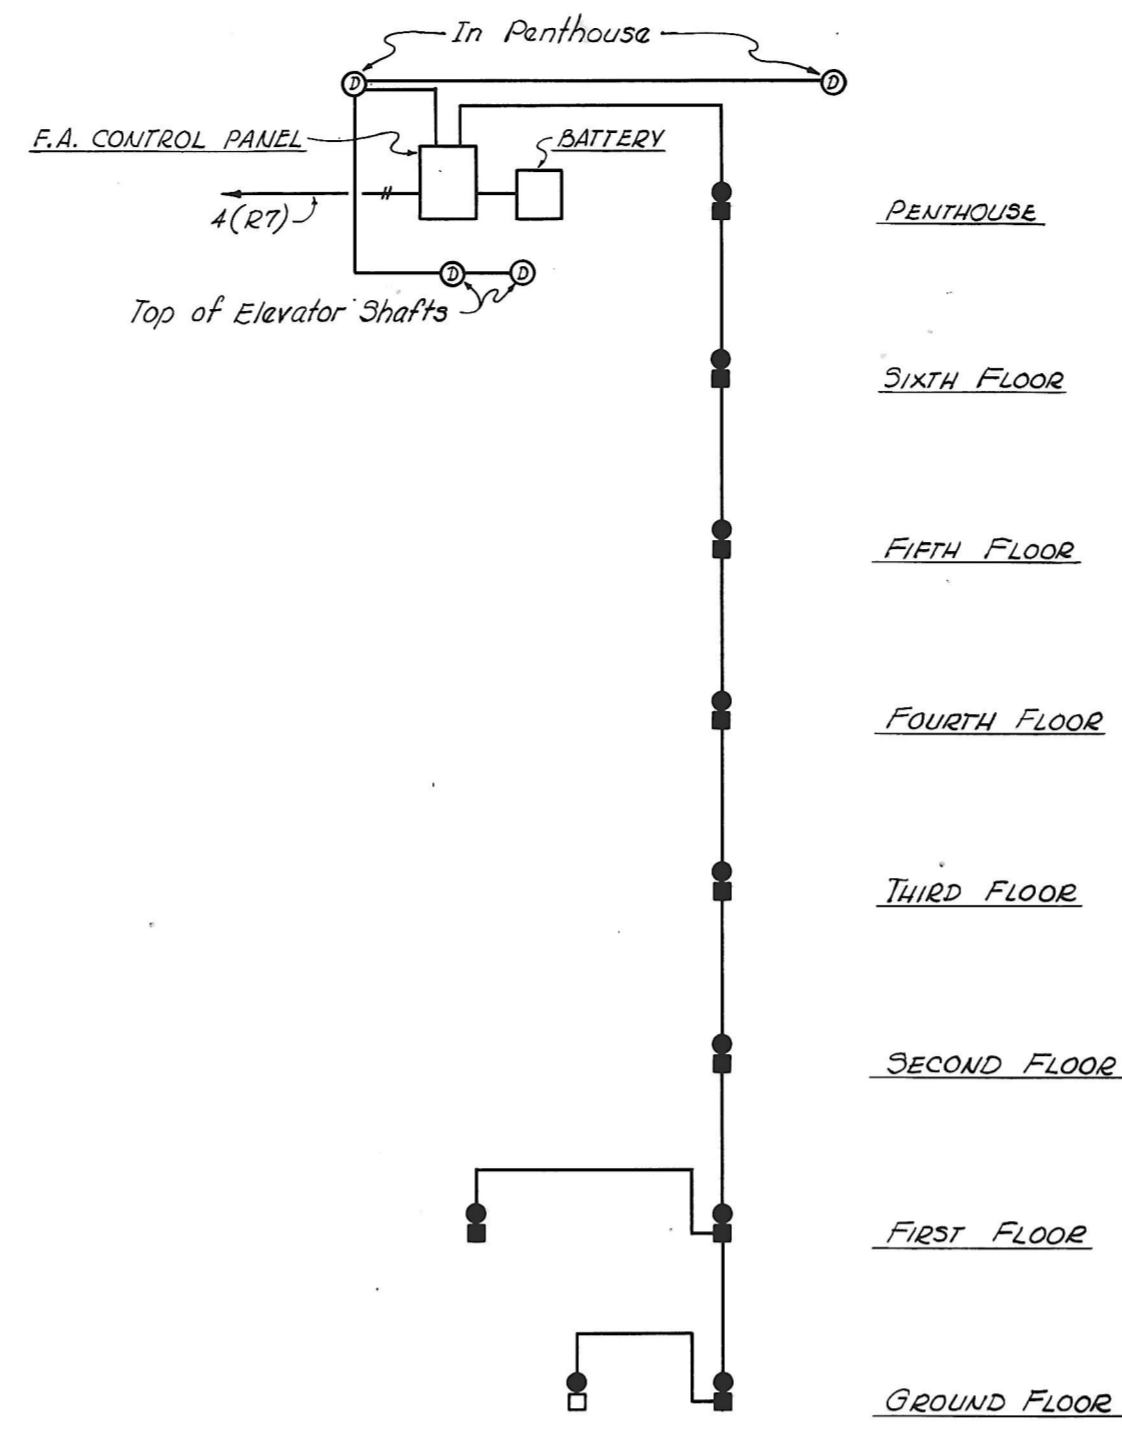 In Penthouse
D
D
F.A. CONTROL PANEL
BATTERY
4(R7)
PENTHOUSE
D
D
Top of Elevator Shafts
SIXTH FLOOR
FIFTH FLOOR
FOURTH FLOOR
THIRD FLOOR
SECOND FLOOR
FIRST FLOOR
GROUND FLOOR